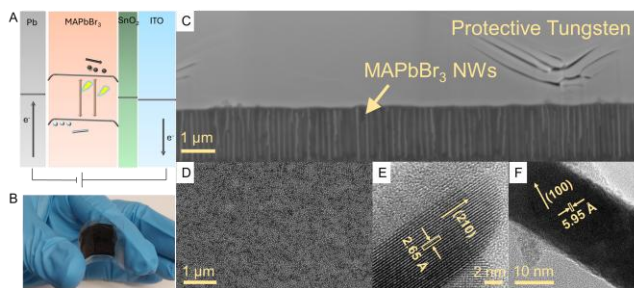 A
Pb
MAPbBr3
SnO2
ITO
e-
e-
B
C
Protective Tungsten
MAPbBr3 NWs
1 μm
D
1 μm
E
(210)
2.65 A
2 nm
F
(100)
5.95 A
10 nm